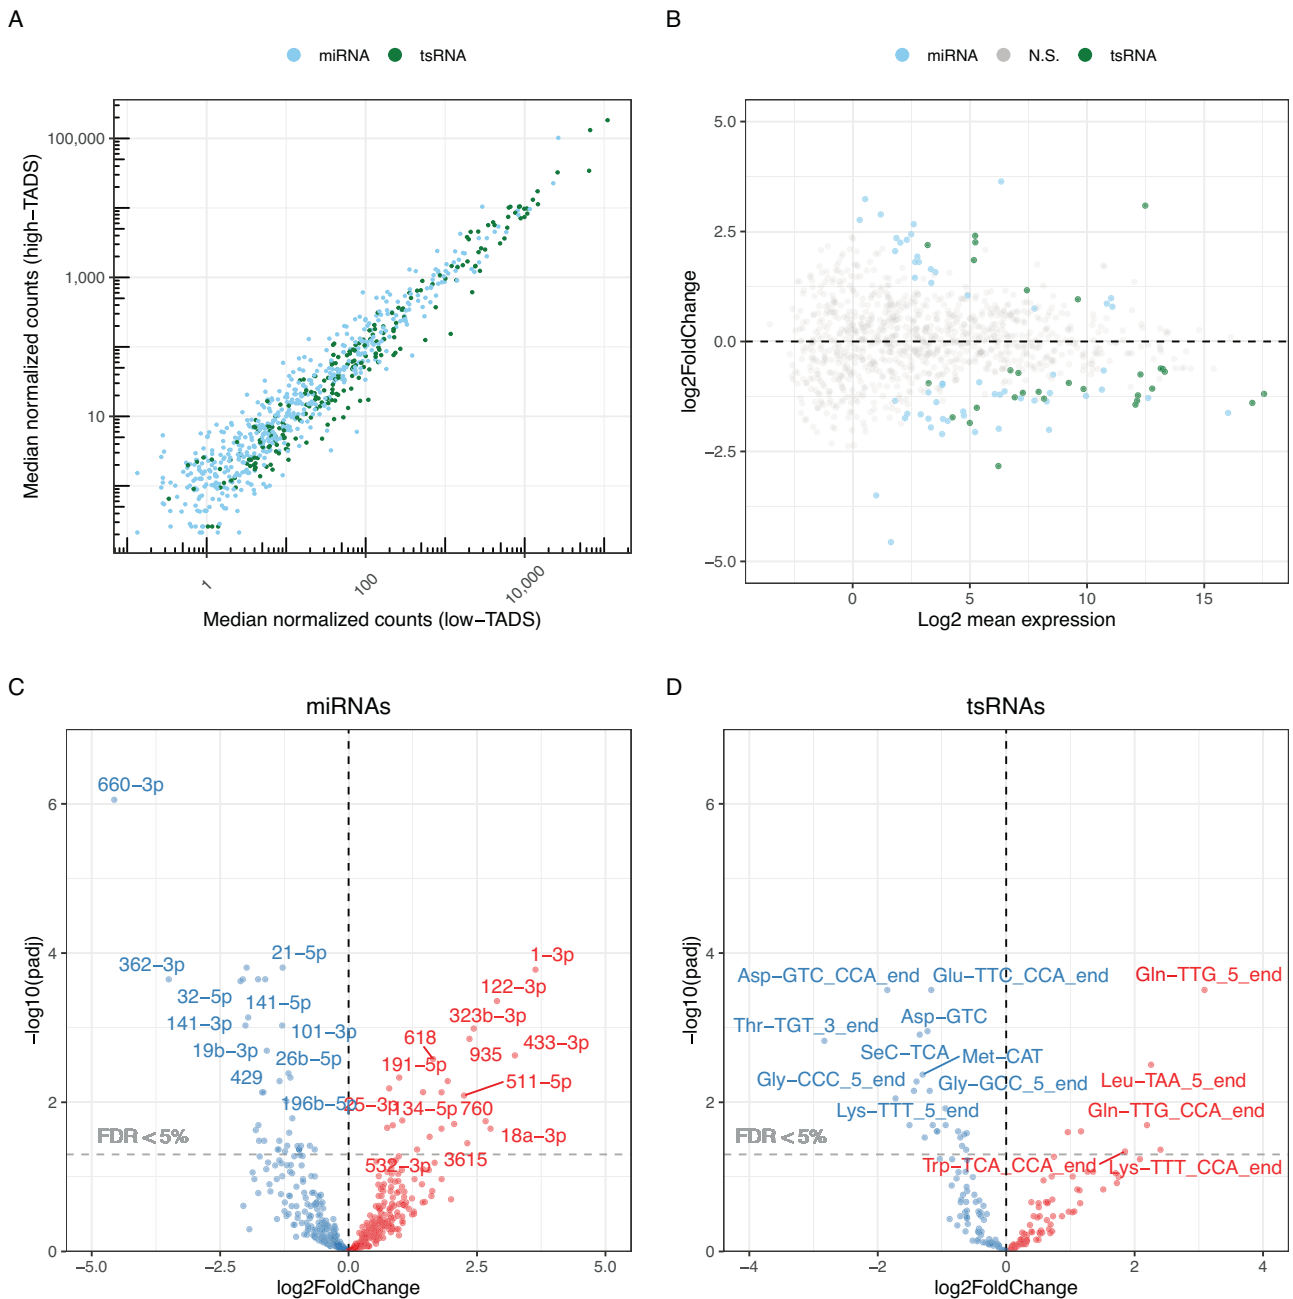 A
miRNA tsRNA
100,000
1,000
10
Median normalized counts (high−TADS)
1
100
10,000
Median normalized counts (low−TADS)
B
miRNA N.S. tsRNA
5.0
2.5
0.0
−2.5
−5.0
log2FoldChange
0 5 10 15
Log2 mean expression
C
miRNAs
660−3p
21−5p
362−3p
32−5p
141−5p
141−3p
101−3p
19b−3p
26b−5p
429
196b−5p
1−3p
122−3p
323b−3p
618
433−3p
935
191−5p
511−5p
25−3p
134−5p
760
18a−3p
3615
532−3p
FDR < 5%
6
4
2
0
−log10(padj)
−5.0 −2.5 0.0 2.5 5.0
log2FoldChange
D
tsRNAs
Asp−GTC_CCA_end
Glu−TTC_CCA_end
Gln−TTG_5_end
Thr−TGT_3_end
Asp−GTC
SeC−TCA
Met−CAT
Gly−CCC_5_end
Gly−GCC_5_end
Leu−TAA_5_end
Lys−TTT_5_end
Gln−TTG_CCA_end
FDR < 5%
Trp−TCA_CCA_end
Lys−TTT_CCA_end
6
4
2
0
−log10(padj)
−4 −2 0 2 4
log2FoldChange